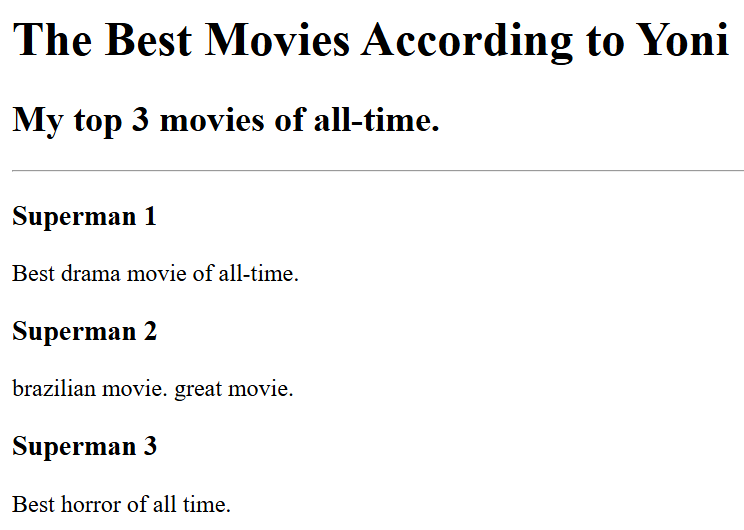 The Best Movies According to Yoni
My top 3 movies of all-time.
Superman 1
Best drama movie of all-time.
Superman 2
brazilian movie. great movie.
Superman 3
Best horror of all time.